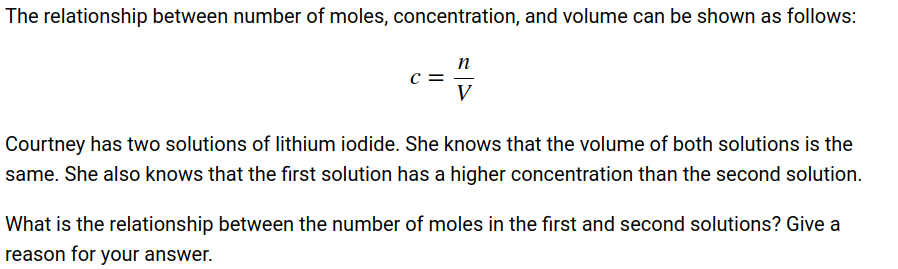 The relationship between number of moles, concentration, and volume can be shown as follows:
c = n/V
Courtney has two solutions of lithium iodide. She knows that the volume of both solutions is the
same. She also knows that the first solution has a higher concentration than the second solution.
What is the relationship between the number of moles in the first and second solutions? Give a
reason for your answer.